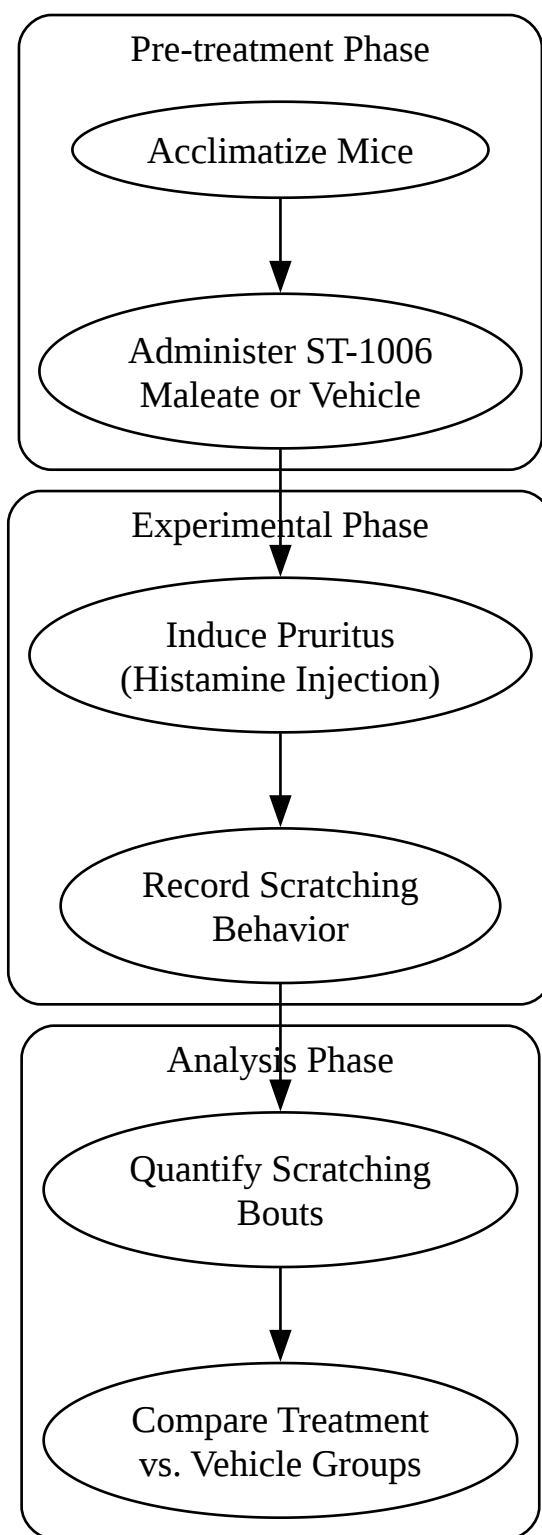 Pre-treatment Phase
Acclimatize Mice
Administer ST-1006
Maleate or Vehicle
Experimental Phase
Induce Pruritus
(Histamine Injection)
Record Scratching
Behavior
Analysis Phase
Quantify Scratching
Bouts
Compare Treatment
vs. Vehicle Groups